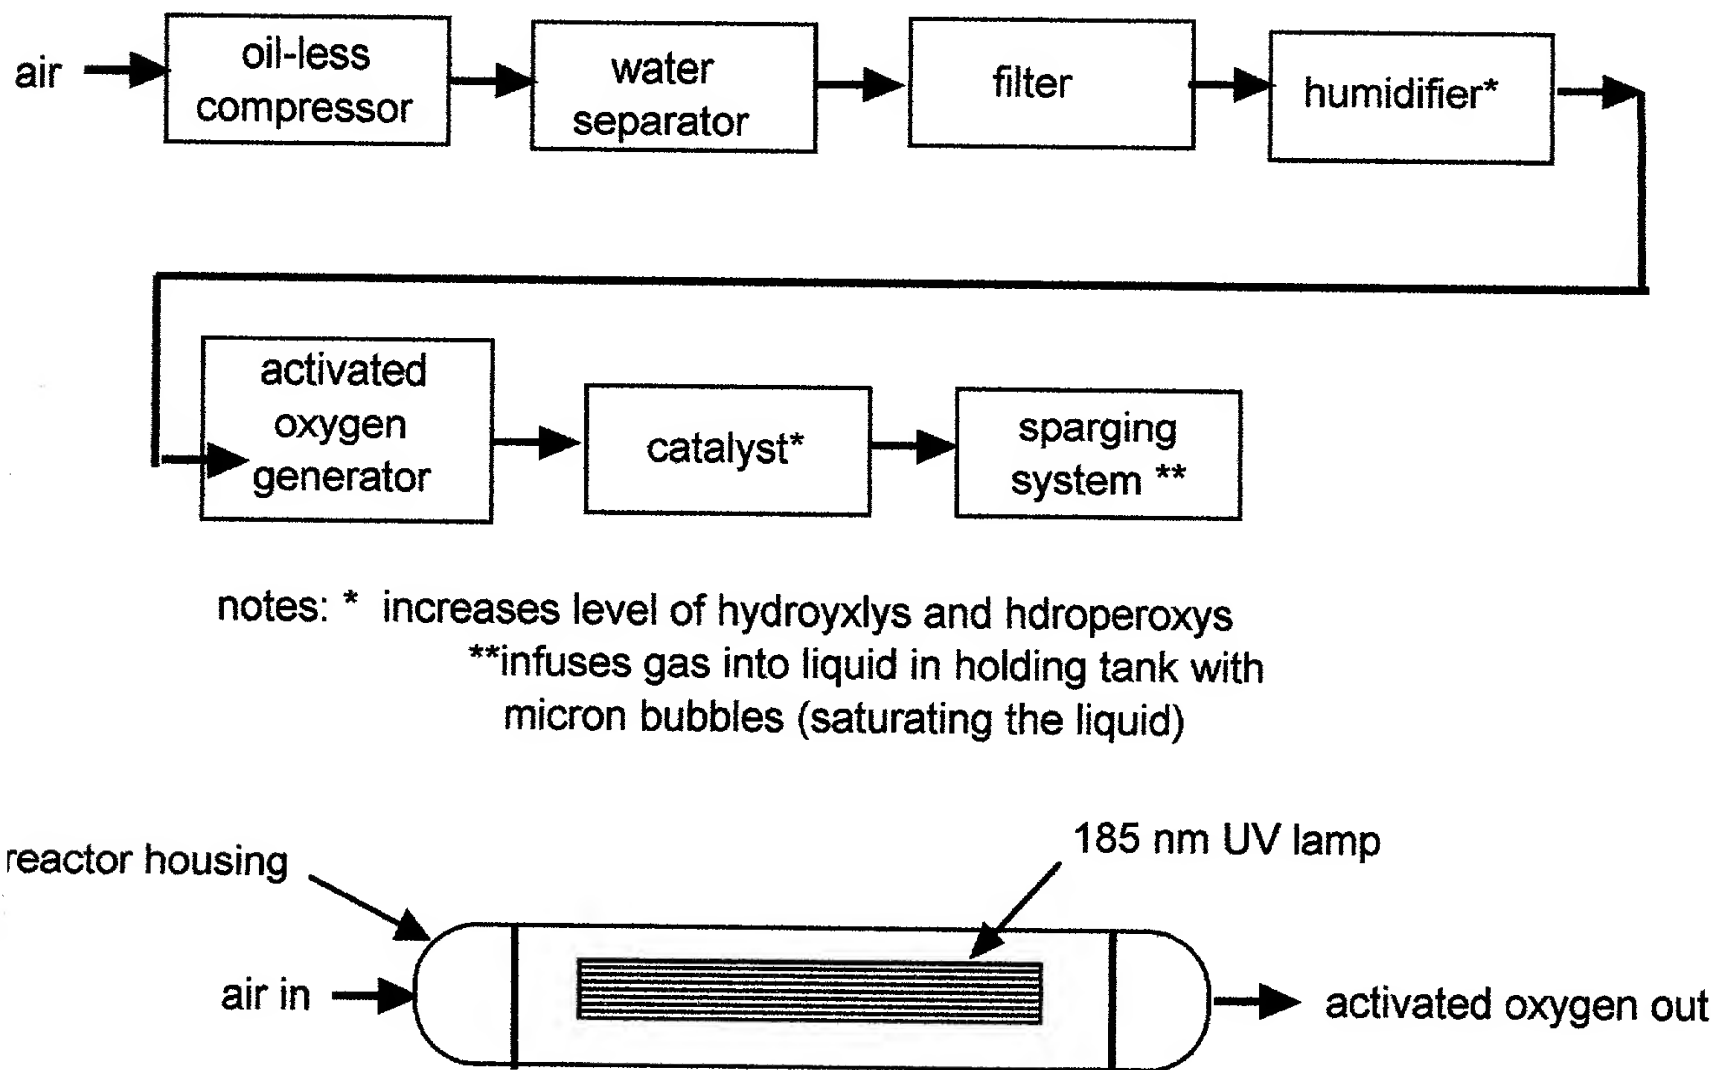 air
oil-less
compressor
water
separator
filter
humidifier*
activated
oxygen
generator
catalyst*
sparging
system **
notes: * increases level of hydroyxlys and hdroperoxys
**infuses gas into liquid in holding tank with
micron bubbles (saturating the liquid)
reactor housing
185 nm UV lamp
air in
activated oxygen out